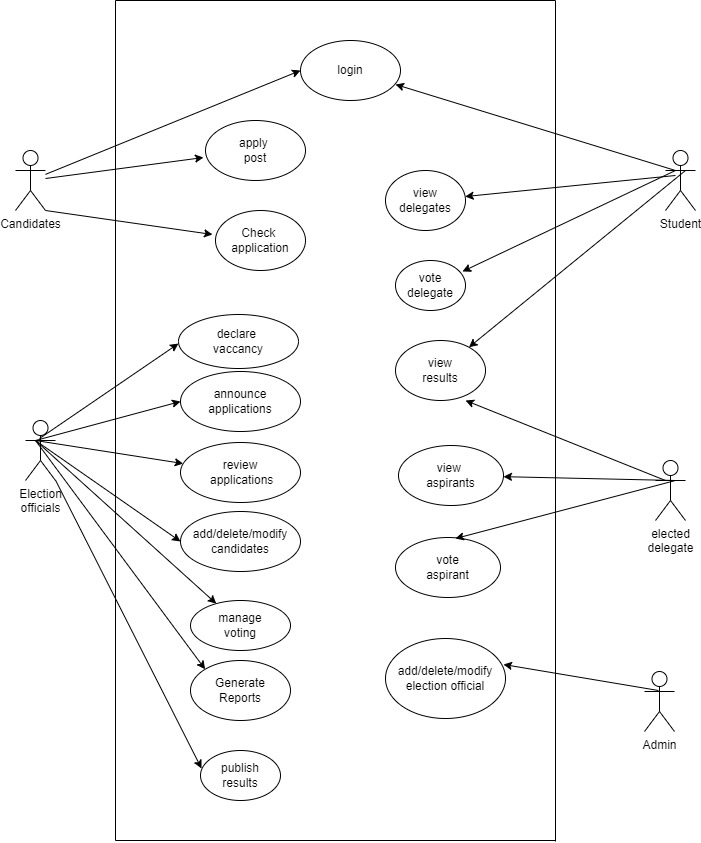 login
apply
post
Candidates
Check
application
view
delegates
Student
vote
delegate
declare
vaccancy
view
results
announce
applications
Election
officials
review
applications
view
aspirants
elected
delegate
add/delete/modify
candidates
vote
aspirant
manage
voting
Generate
Reports
add/delete/modify
election official
Admin
publish
results